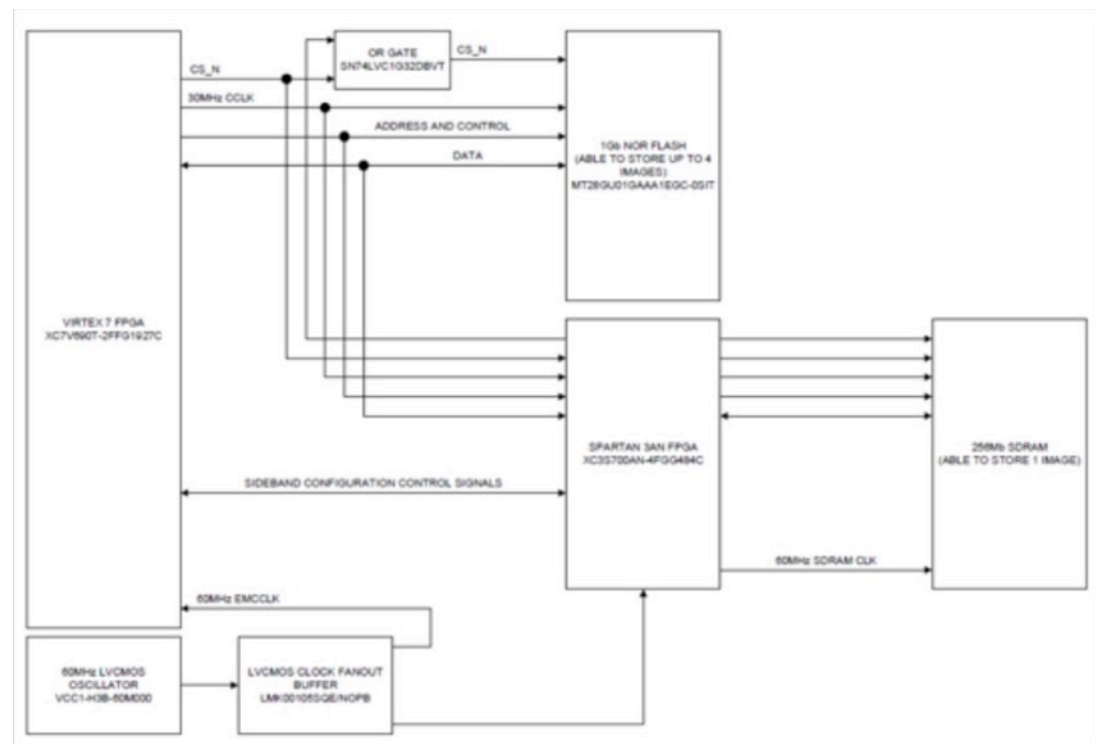 OR GATE
SN74LVC1G32DBVT
CS_N
CS_N
30MHz CCLK
ADDRESS AND CONTROL
DATA
1Gb NOR FLASH
(ABLE TO STORE UP TO 4
IMAGES)
MT28GU01GAAA1EGC-0SIT
VIRTEX 7 FPGA
XC7V690T-2FFG1927C
SPARTAN 3AN FPGA
XC3S700AN-4FGG484C
256Mb SDRAM
(ABLE TO STORE 1 IMAGE)
SIDEBAND CONFIGURATION CONTROL SIGNALS
60MHz SDRAM CLK
60MHz EMCCLK
60MHz LVCMOS
OSCILLATOR
VCC1-H3B-60M000
LVCMOS CLOCK FANOUT
BUFFER
LMK00105SQE/NOPB